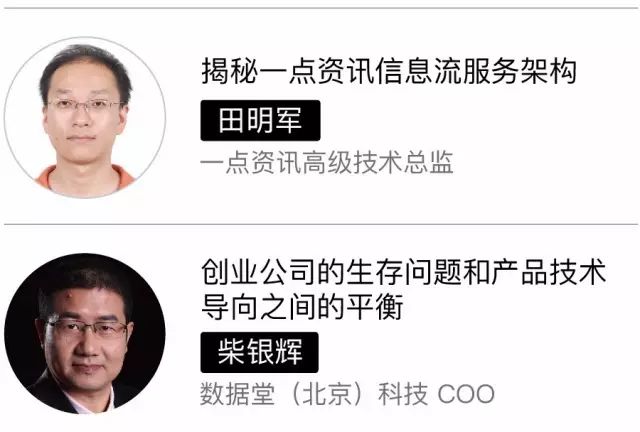 揭秘一点资讯信息流服务架构
田明军
一点资讯高级技术总监
创业公司的生存问题和产品技术
导向之间的平衡
柴银辉
数据堂（北京）科技 COO